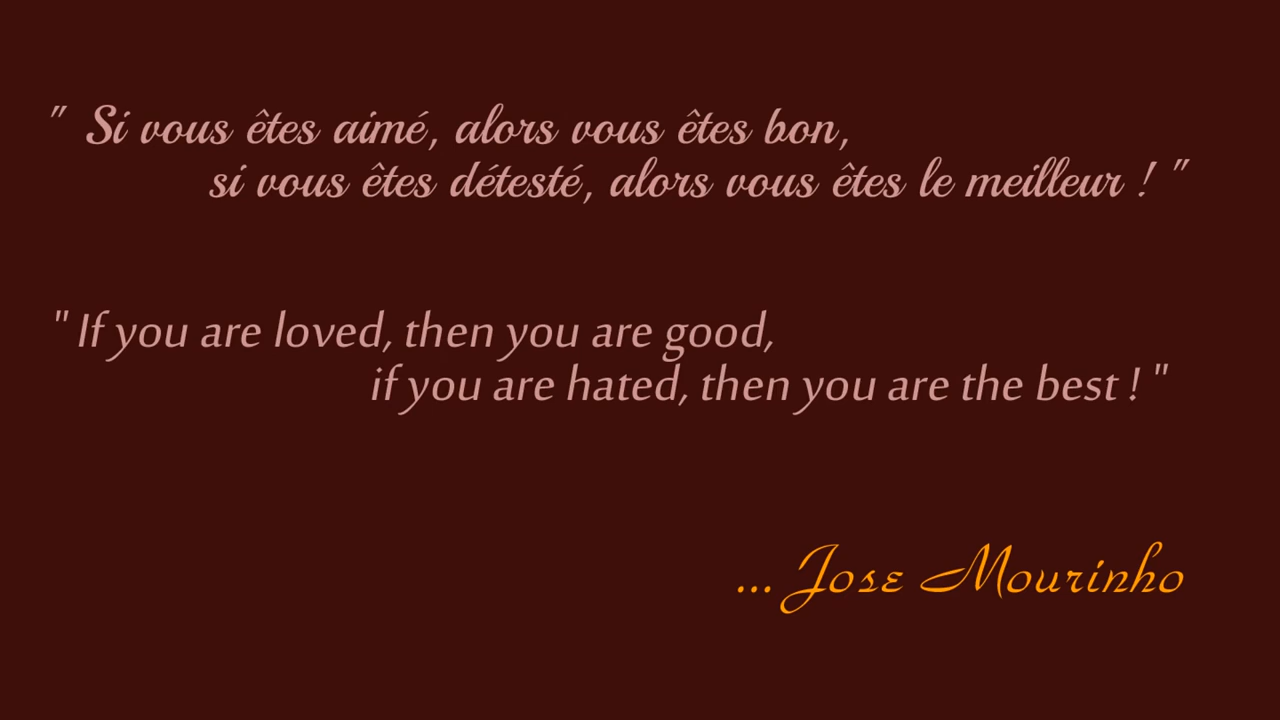 " Si vous êtes aimé, alors vous êtes bon,
si vous êtes détesté, alors vous êtes le meilleur ! "
" If you are loved, then you are good,
if you are hated, then you are the best ! "
... Jose Mourinho